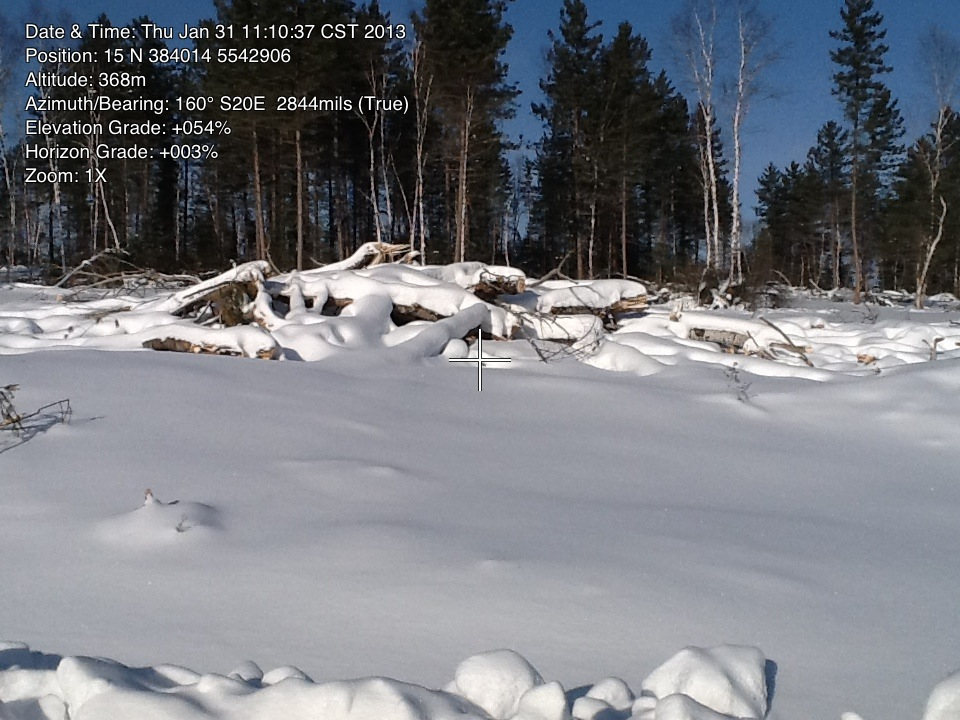 Date & Time: Thu Jan 31 11:10:37 CST 2013
Position: 15 N 384014 5542906
Altitude: 368m
Azimuth/Bearing: 160° S20E 2844mils (True)
Elevation Grade: +054%
Horizon Grade: +003%
Zoom: 1X